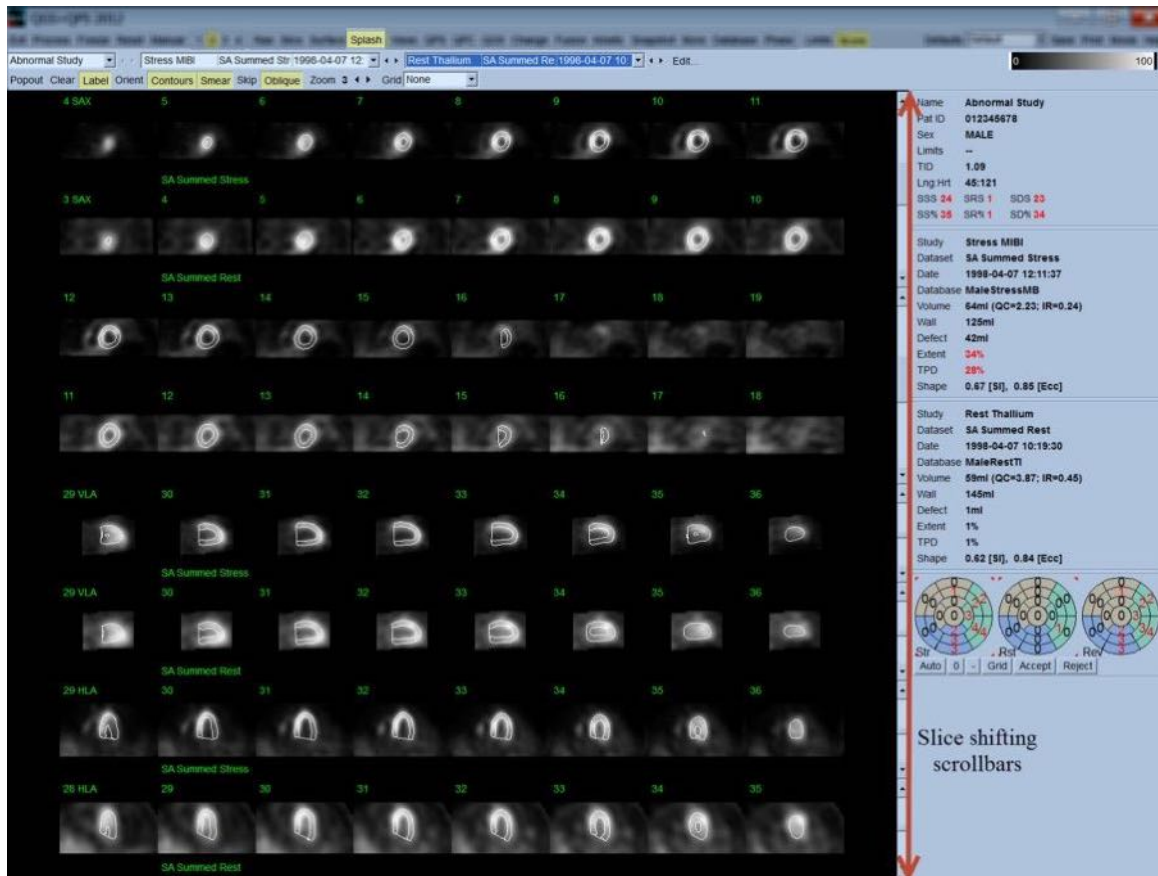 QGS+QPS 2012
Splash
Abnormal Study Stress MIBI SA Summed Str 1998-04-07 12: Rest Thallium SA Summed Re 1998-04-07 10: Edit...
0 100
Popout Clear Label Orient Contours Smear Skip Oblique Zoom 3 Grid None
4 SAX 5 6 7 8 9 10 11
SA Summed Stress
3 SAX 4 5 6 7 8 9 10
SA Summed Rest
12 13 14 15 16 17 18 19
11 12 13 14 15 16 17 18
29 VLA 30 31 32 33 34 35 36
SA Summed Stress
29 VLA 30 31 32 33 34 35 36
SA Summed Rest
29 HLA 30 31 32 33 34 35 36
SA Summed Stress
28 HLA 29 30 31 32 33 34 35
SA Summed Rest
Name Abnormal Study
Pat ID 012345678
Sex MALE
Limits --
TID 1.09
Lng:Hrt 45:121
SSS 24 SRS 1 SDS 23
SS% 35 SR% 1 SD% 34
Study Stress MIBI
Dataset SA Summed Stress
Date 1998-04-07 12:11:37
Database MaleStressMB
Volume 64ml (QC=2.23; IR=0.24)
Wall 125ml
Defect 42ml
Extent 34%
TPD 28%
Shape 0.67 [SI], 0.85 [Ecc]
Study Rest Thallium
Dataset SA Summed Rest
Date 1998-04-07 10:19:30
Database MaleRestTl
Volume 59ml (QC=3.87; IR=0.45)
Wall 145ml
Defect 1ml
Extent 1%
TPD 1%
Shape 0.62 [SI], 0.84 [Ecc]
Str Rst Rev
Auto 0 - Grid Accept Reject
Slice shifting
scrollbars